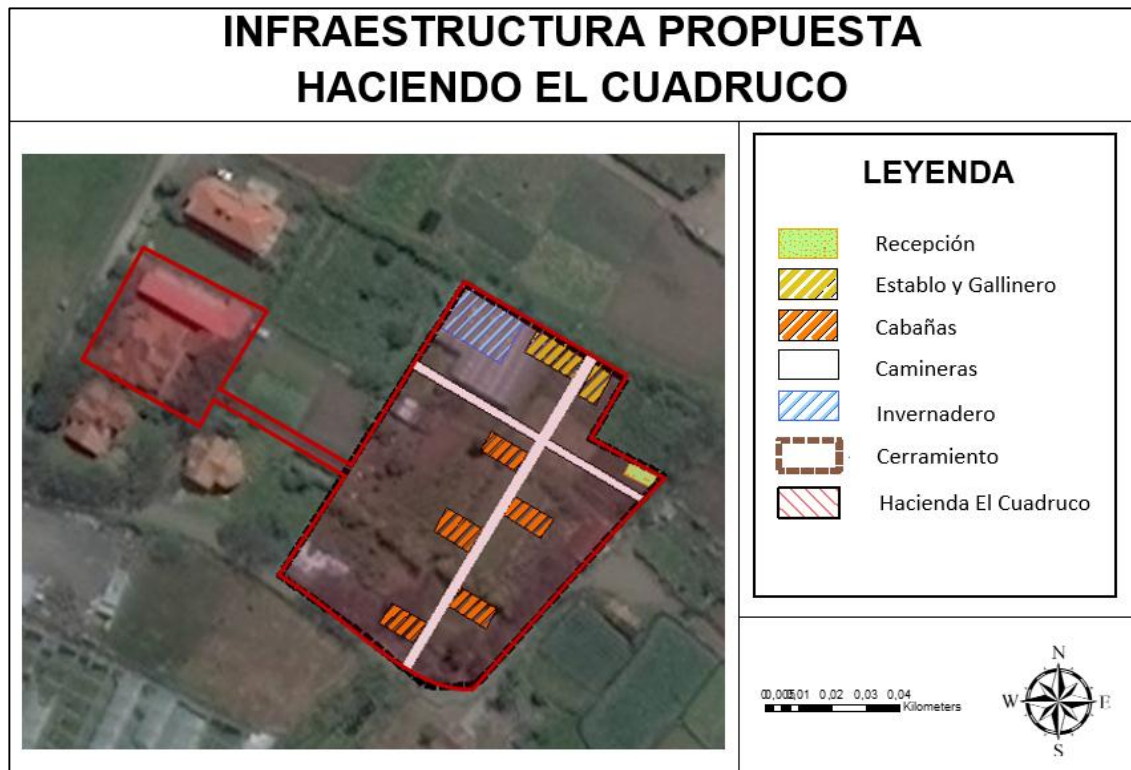 INFRAESTRUCTURA PROPUESTA
HACIENDO EL CUADRUCO
LEYENDA
Recepción
Establo y Gallinero
Cabañas
Camineras
Invernadero
Cerramiento
Hacienda El Cuadruco
0,02 0,03 0,04
Kilometers
N
W E
S